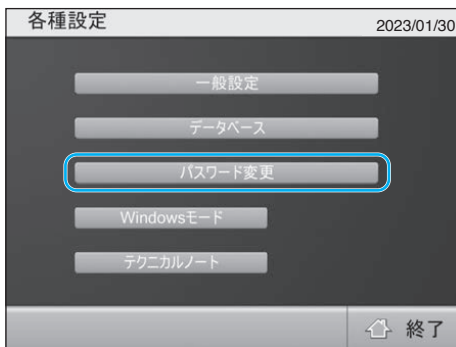 各種設定
2023/01/30
一般設定
データベース
パスワード変更
Windowsモード
テクニカルノート
終了